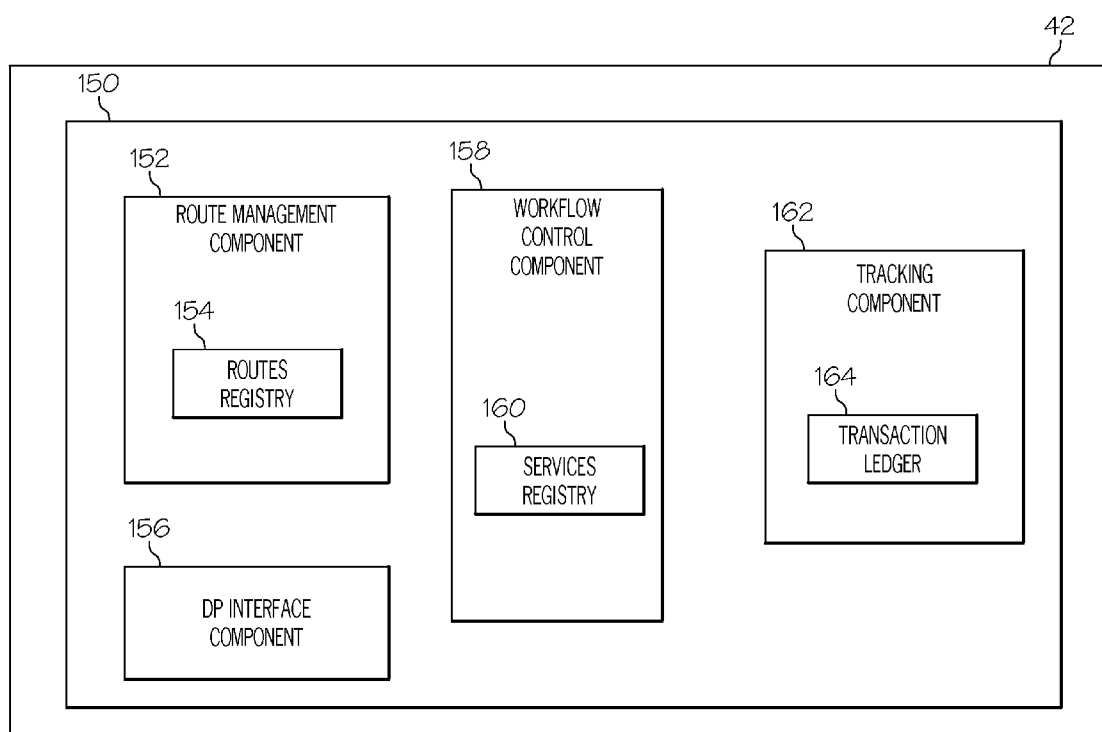 42
150
152
ROUTE MANAGEMENT
COMPONENT
154
ROUTES
REGISTRY
156
DP INTERFACE
COMPONENT
158
WORKFLOW
CONTROL
COMPONENT
160
SERVICES
REGISTRY
162
TRACKING
COMPONENT
164
TRANSACTION
LEDGER